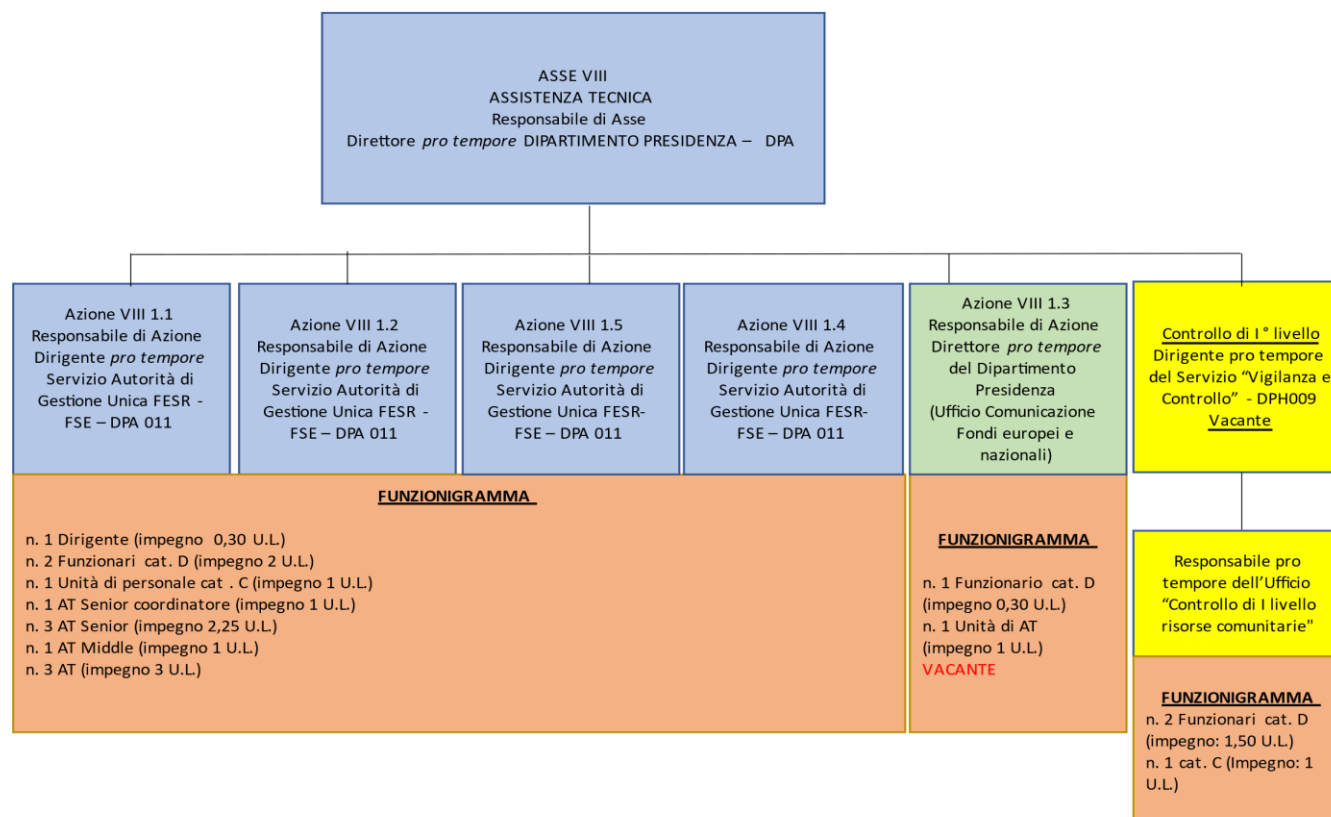 ASSE VIII
ASSISTENZA TECNICA
Responsabile di Asse
Direttore pro tempore DIPARTIMENTO PRESIDENZA – DPA
Azione VIII 1.1
Responsabile di Azione
Dirigente pro tempore
Servizio Autorità di
Gestione Unica FESR -
FSE – DPA 011
Azione VIII 1.2
Responsabile di Azione
Dirigente pro tempore
Servizio Autorità di
Gestione Unica FESR -
FSE – DPA 011
Azione VIII 1.5
Responsabile di Azione
Dirigente pro tempore
Servizio Autorità di
Gestione Unica FESR-
FSE – DPA 011
Azione VIII 1.4
Responsabile di Azione
Dirigente pro tempore
Servizio Autorità di
Gestione Unica FESR-
FSE – DPA 011
Azione VIII 1.3
Responsabile di Azione
Direttore pro tempore
del Dipartimento
Presidenza
(Ufficio Comunicazione
Fondi europei e
nazionali)
Controllo di I° livello
Dirigente pro tempore
del Servizio “Vigilanza e
Controllo” - DPH009
Vacante
FUNZIONIGRAMMA
n. 1 Dirigente (impegno 0,30 U.L.)
n. 2 Funzionari cat. D (impegno 2 U.L.)
n. 1 Unità di personale cat . C (impegno 1 U.L.)
n. 1 AT Senior coordinatore (impegno 1 U.L.)
n. 3 AT Senior (impegno 2,25 U.L.)
n. 1 AT Middle (impegno 1 U.L.)
n. 3 AT (impegno 3 U.L.)
FUNZIONIGRAMMA
n. 1 Funzionario cat. D
(impegno 0,30 U.L.)
n. 1 Unità di AT
(impegno 1 U.L.)
VACANTE
Responsabile pro
tempore dell’Ufficio
“Controllo di I livello
risorse comunitarie"
FUNZIONIGRAMMA
n. 2 Funzionari cat. D
(impegno: 1,50 U.L.)
n. 1 cat. C (Impegno: 1
U.L.)